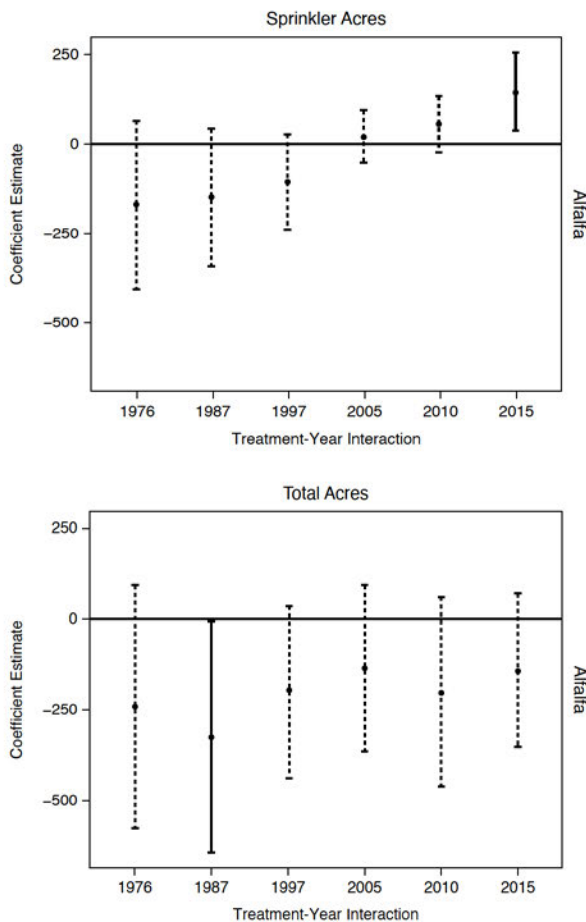 Sprinkler Acres
250
0
−250
−500
Coefficient Estimate
Alfalfa
1976 1987 1997 2005 2010 2015
Treatment-Year Interaction
Total Acres
250
0
−250
−500
Coefficient Estimate
Alfalfa
1976 1987 1997 2005 2010 2015
Treatment-Year Interaction